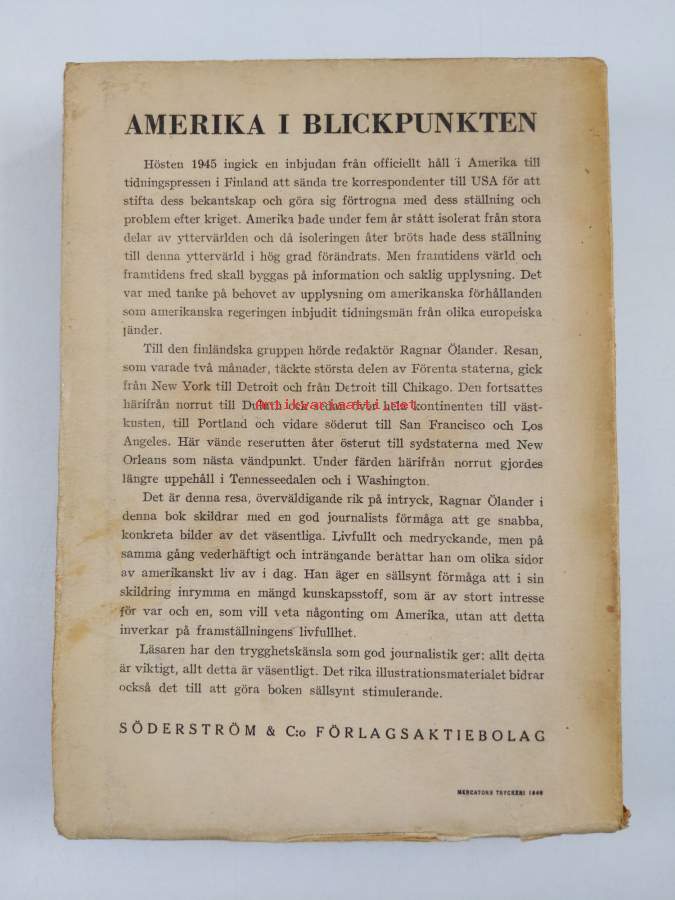 AMERIKA I BLICKPUNKTEN
Hösten 1945 ingick en inbjudan från officiellt håll i Amerika till
tidningspressen i Finland att sända tre korrespondenter till USA för att
stifta dess bekantskap och göra sig förtrogna med dess ställning och
problem efter kriget. Amerika hade under fem år stått isolerat från stora
delar av yttervärlden och då isoleringen åter bröts hade dess ställning
till denna yttervärld i hög grad förändrats. Men framtidens värld och
framtidens fred skall byggas på information och saklig upplysning. Det
var med tanke på behovet av upplysning om amerikanska förhållanden
som amerikanska regeringen inbjudit tidningsmän från olika europeiska
länder.
Till den finländska gruppen hörde redaktör Ragnar Ölander. Resan,
som varade två månader, täckte största delen av Förenta staterna, gick
från New York till Detroit och från Detroit till Chikago. Den fortsattes
härifrån norrut till Duluth och sedan över hela kontinenten till väst-
Antikvariaatti.net
kusten, till Portland och vidare söderut till San Francisco och Los
Angeles. Här vände reserutten åter österut till sydstaterna med New
Orleans som nästa vändpunkt. Under färden härifrån norrut gjordes
längre uppehåll i Tennesseedalen och i Washington.
Det är denna resa, överväldigande rik på intryck, Ragnar Ölander i
denna bok skildrar med en god journalists förmåga att ge snabba,
konkreta bilder av det väsentliga. Livfullt och medryckande, men på
samma gång vederhäftigt och inträngande berättar han om olika sidor
av amerikanskt liv av i dag. Han äger en sällsynt förmåga att i sin
skildring inrymma en mängd kunskapsstoff, som är av stort intresse
för var och en, som vill veta någonting om Amerika, utan att detta
inverkar på framställningens livfullhet.
Läsaren har den trygghetskänsla som god journalistik ger: allt detta
är viktigt, allt detta är väsentligt. Det rika illustrationsmaterialet bidrar
också det till att göra boken sällsynt stimulerande.
SÖDERSTRÖM & C:o FÖRLAGSAKTIEBOLAG
MERCATORS TRYCKERI 1946